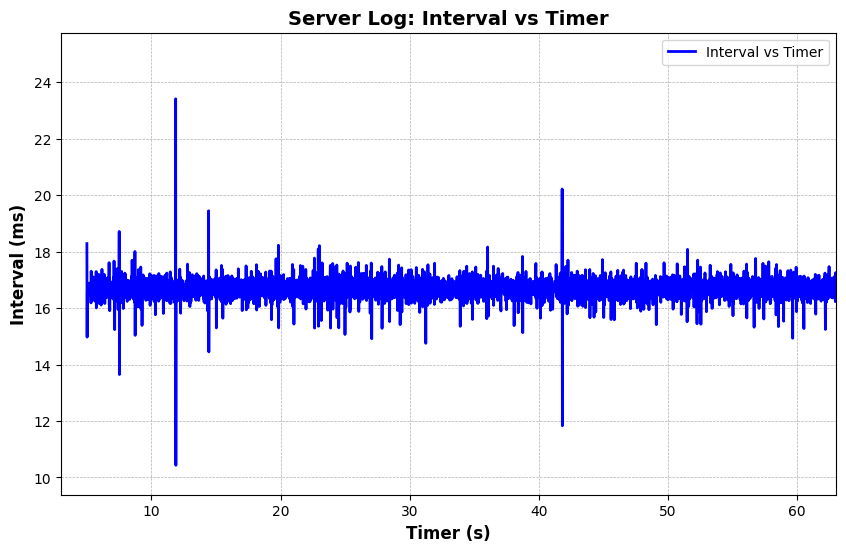 Server Log: Interval vs Timer
Interval vs Timer
24
22
20
18
16
14
12
10
Interval (ms)
10 20 30 40 50 60
Timer (s)